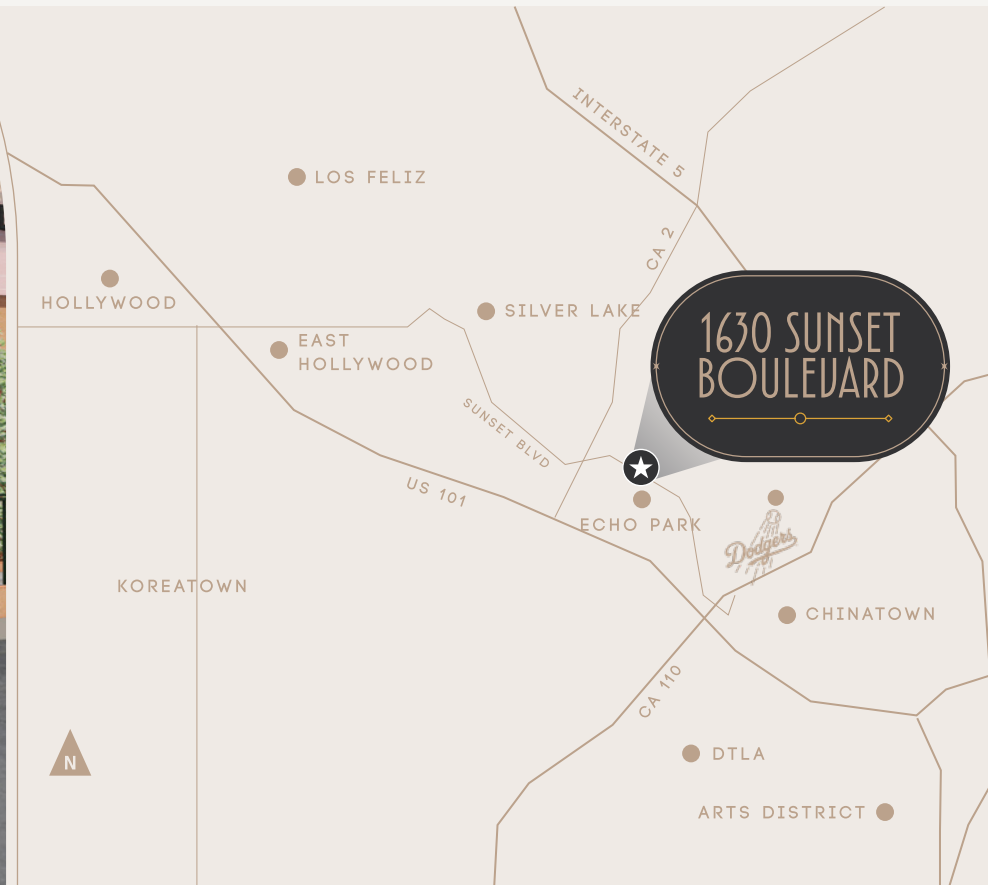 INTERSTATE 5
LOS FELIZ
CA 2
HOLLYWOOD
SILVER LAKE
1630 SUNSET
BOULEVARD
EAST
HOLLYWOOD
SUNSET BLVD
US 101
ECHO PARK
Dodgers
KOREATOWN
CHINATOWN
CA 110
N
DTLA
ARTS DISTRICT